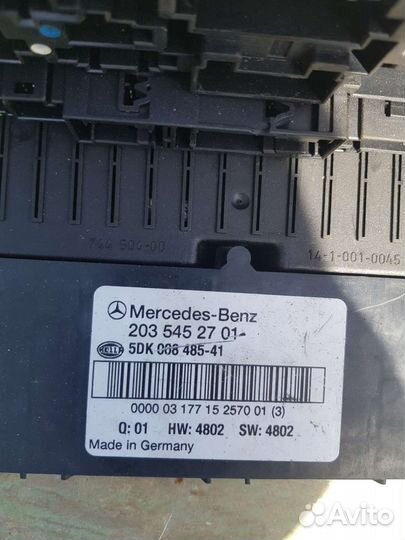 744 504-00
14-1-001-0045
Mercedes-Benz
203 545 27 01
HELLA 5DK 008 485-41
0000 03 177 15 2570 01 (3)
Q: 01 HW: 4802 SW: 4802
Made in Germany
Avito